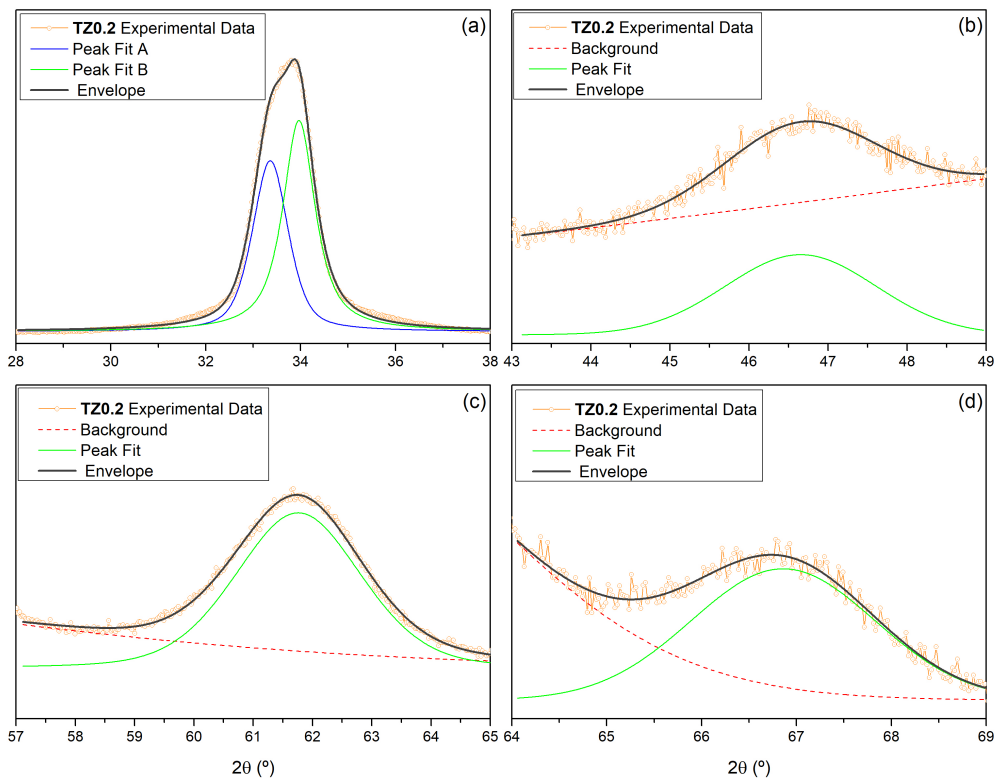 (a)
TZ0.2 Experimental Data
Peak Fit A
Peak Fit B
Envelope
28 30 32 34 36 38
(b)
TZ0.2 Experimental Data
Background
Peak Fit
Envelope
43 44 45 46 47 48 49
(c)
TZ0.2 Experimental Data
Background
Peak Fit
Envelope
57 58 59 60 61 62 63 64 65
2θ (º)
(d)
TZ0.2 Experimental Data
Background
Peak Fit
Envelope
64 65 66 67 68 69
2θ (º)